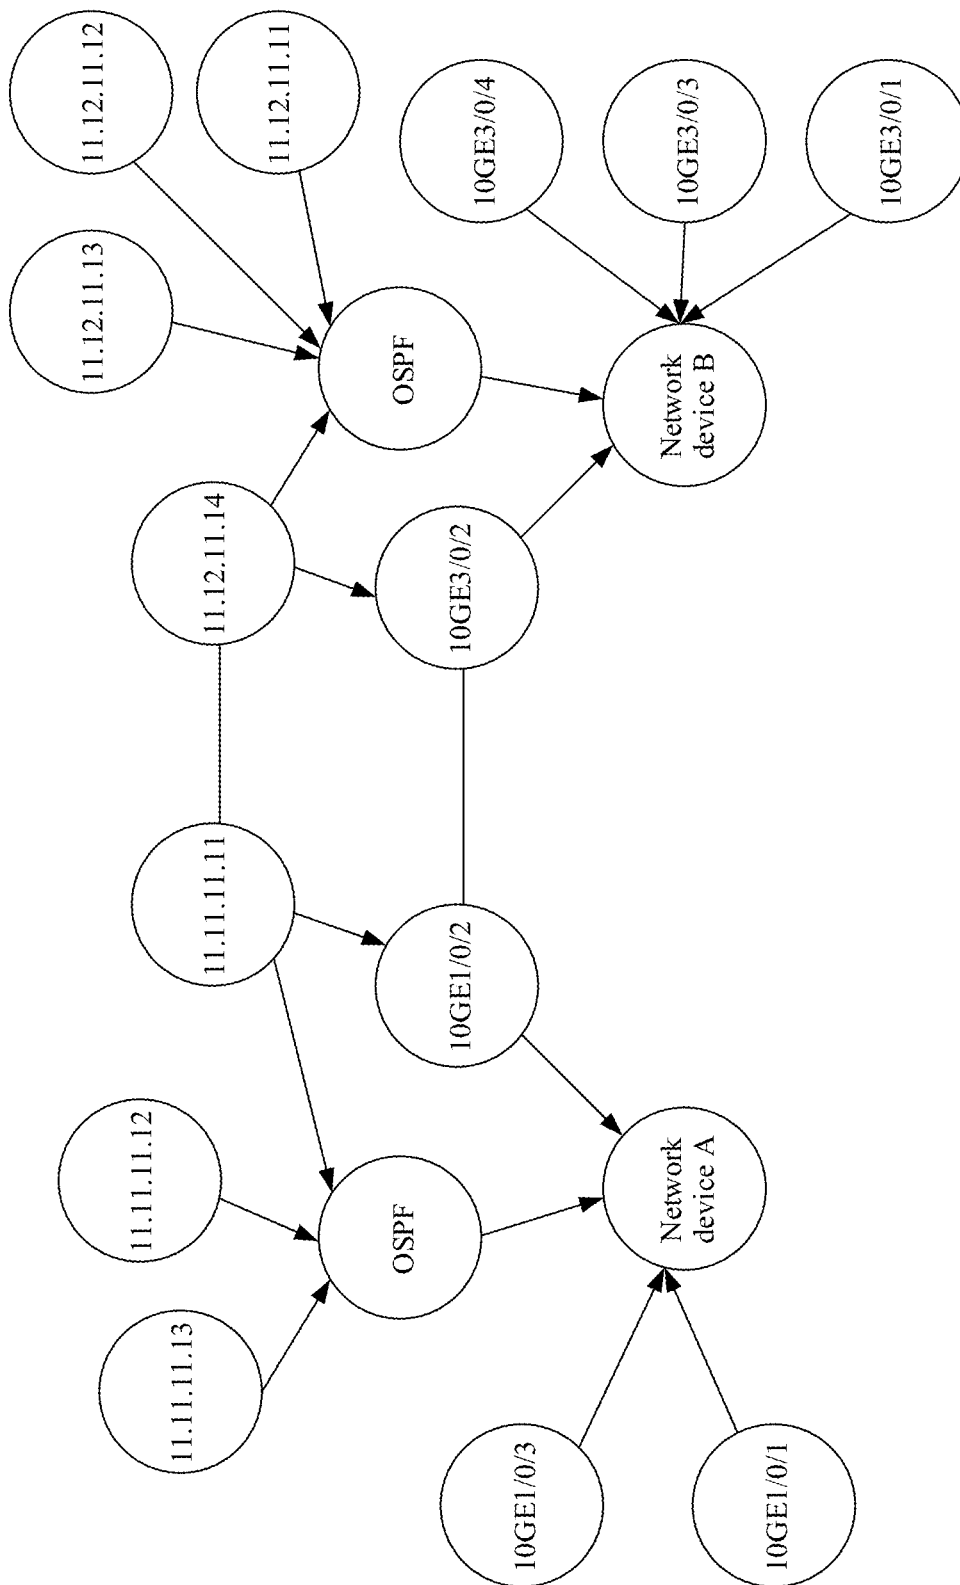 11.11.11.13
11.11.11.12
11.11.11.11
11.12.11.14
11.12.11.13
11.12.11.12
11.12.11.11
OSPF
OSPF
10GE1/0/2
10GE3/0/2
10GE1/0/3
10GE1/0/1
Network
device A
Network
device B
10GE3/0/4
10GE3/0/3
10GE3/0/1